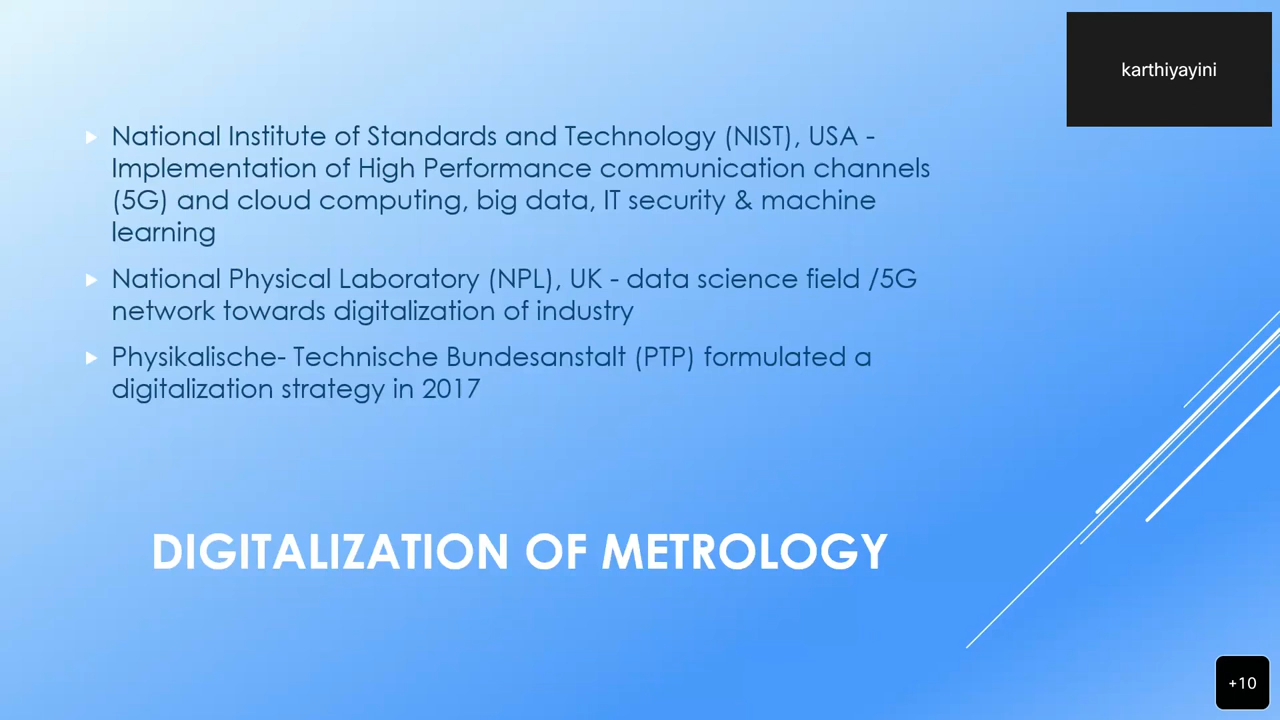 karthiyayini
National Institute of Standards and Technology (NIST), USA -
Implementation of High Performance communication channels
(5G) and cloud computing, big data, IT security & machine
learning
National Physical Laboratory (NPL), UK - data science field /5G
network towards digitalization of industry
Physikalische- Technische Bundesanstalt (PTP) formulated a
digitalization strategy in 2017
DIGITALIZATION OF METROLOGY
+10